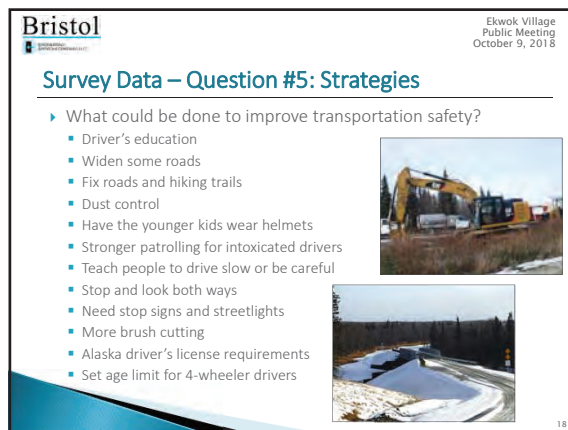 Bristol
Ekwok Village
Public Meeting
October 9, 2018
Survey Data – Question #5: Strategies
What could be done to improve transportation safety?
Driver's education
Widen some roads
Fix roads and hiking trails
Dust control
Have the younger kids wear helmets
Stronger patrolling for intoxicated drivers
Teach people to drive slow or be careful
Stop and look both ways
Need stop signs and streetlights
More brush cutting
Alaska driver's license requirements
Set age limit for 4-wheeler drivers
18